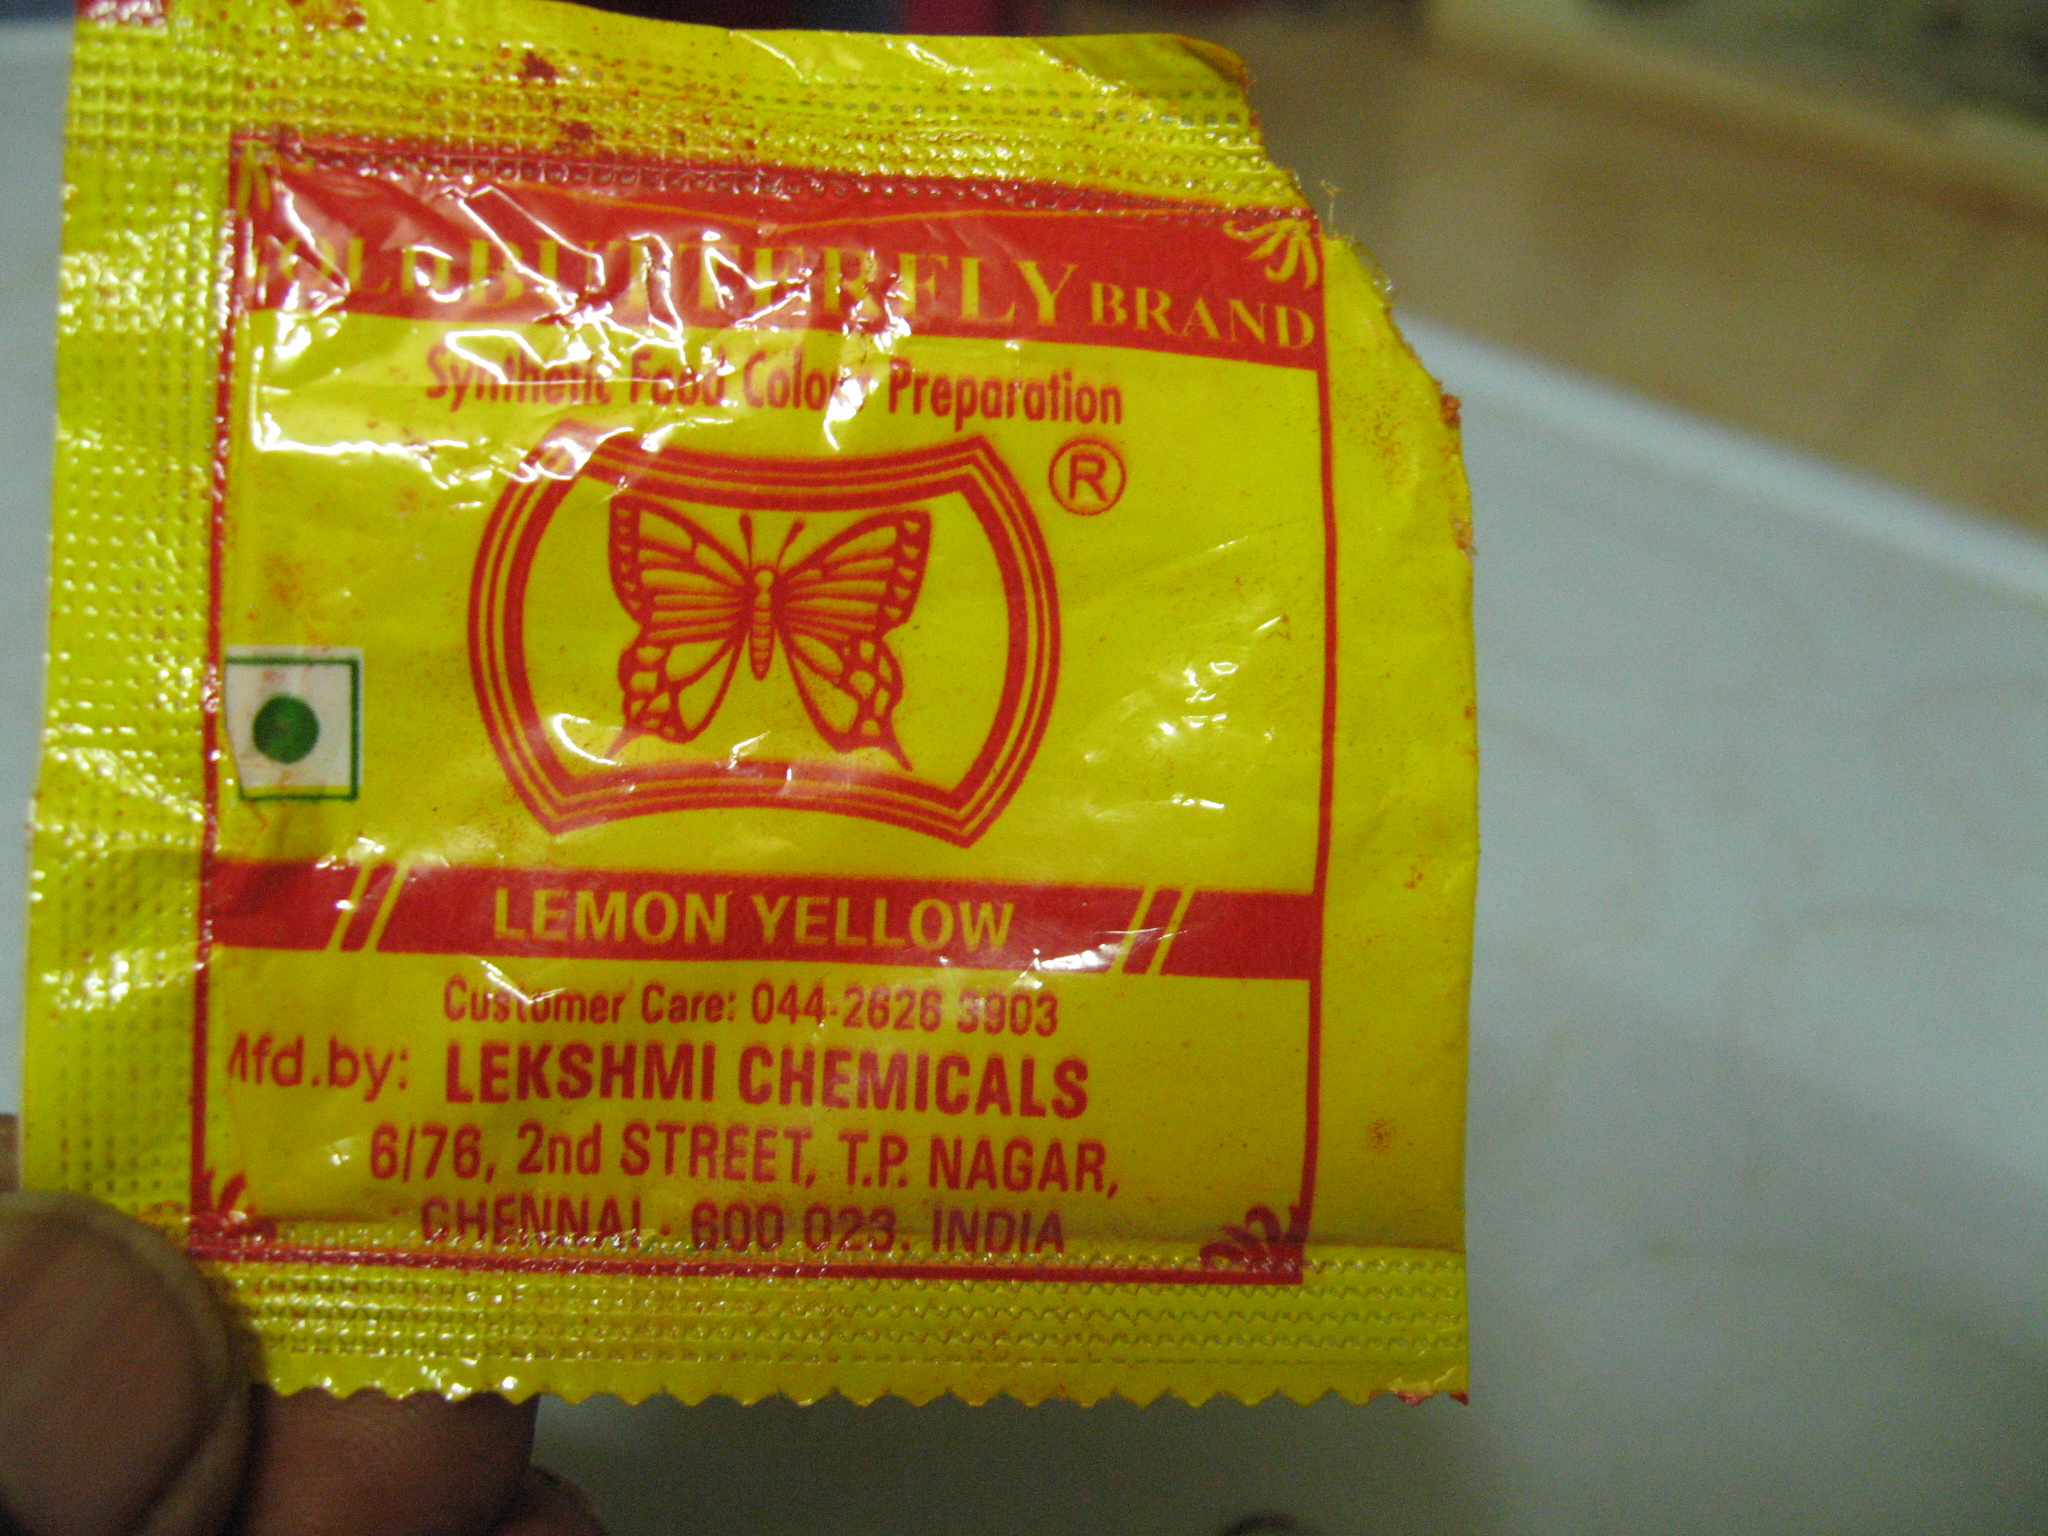 GOLD BUTTERFLY BRAND
Synthetic Food Colour Preparation
®
LEMON YELLOW
Customer Care: 044-2626 3903
Mfd.by: LEKSHMI CHEMICALS
6/76, 2nd STREET, T.P. NAGAR,
CHENNAI - 600 023. INDIA